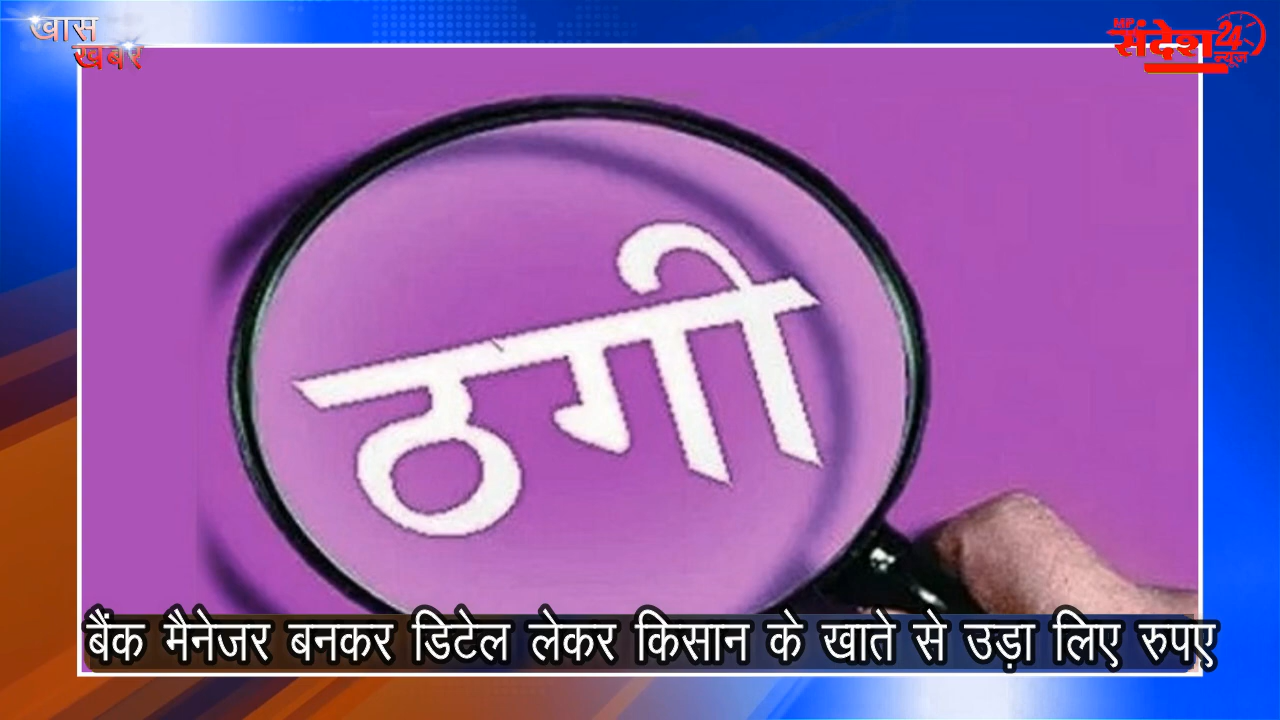 खास
खबर
MP
संदेश 24
न्यूज
ठगी
बैंक मैनेजर बनकर डिटेल लेकर किसान के खाते से उड़ा लिए रुपए